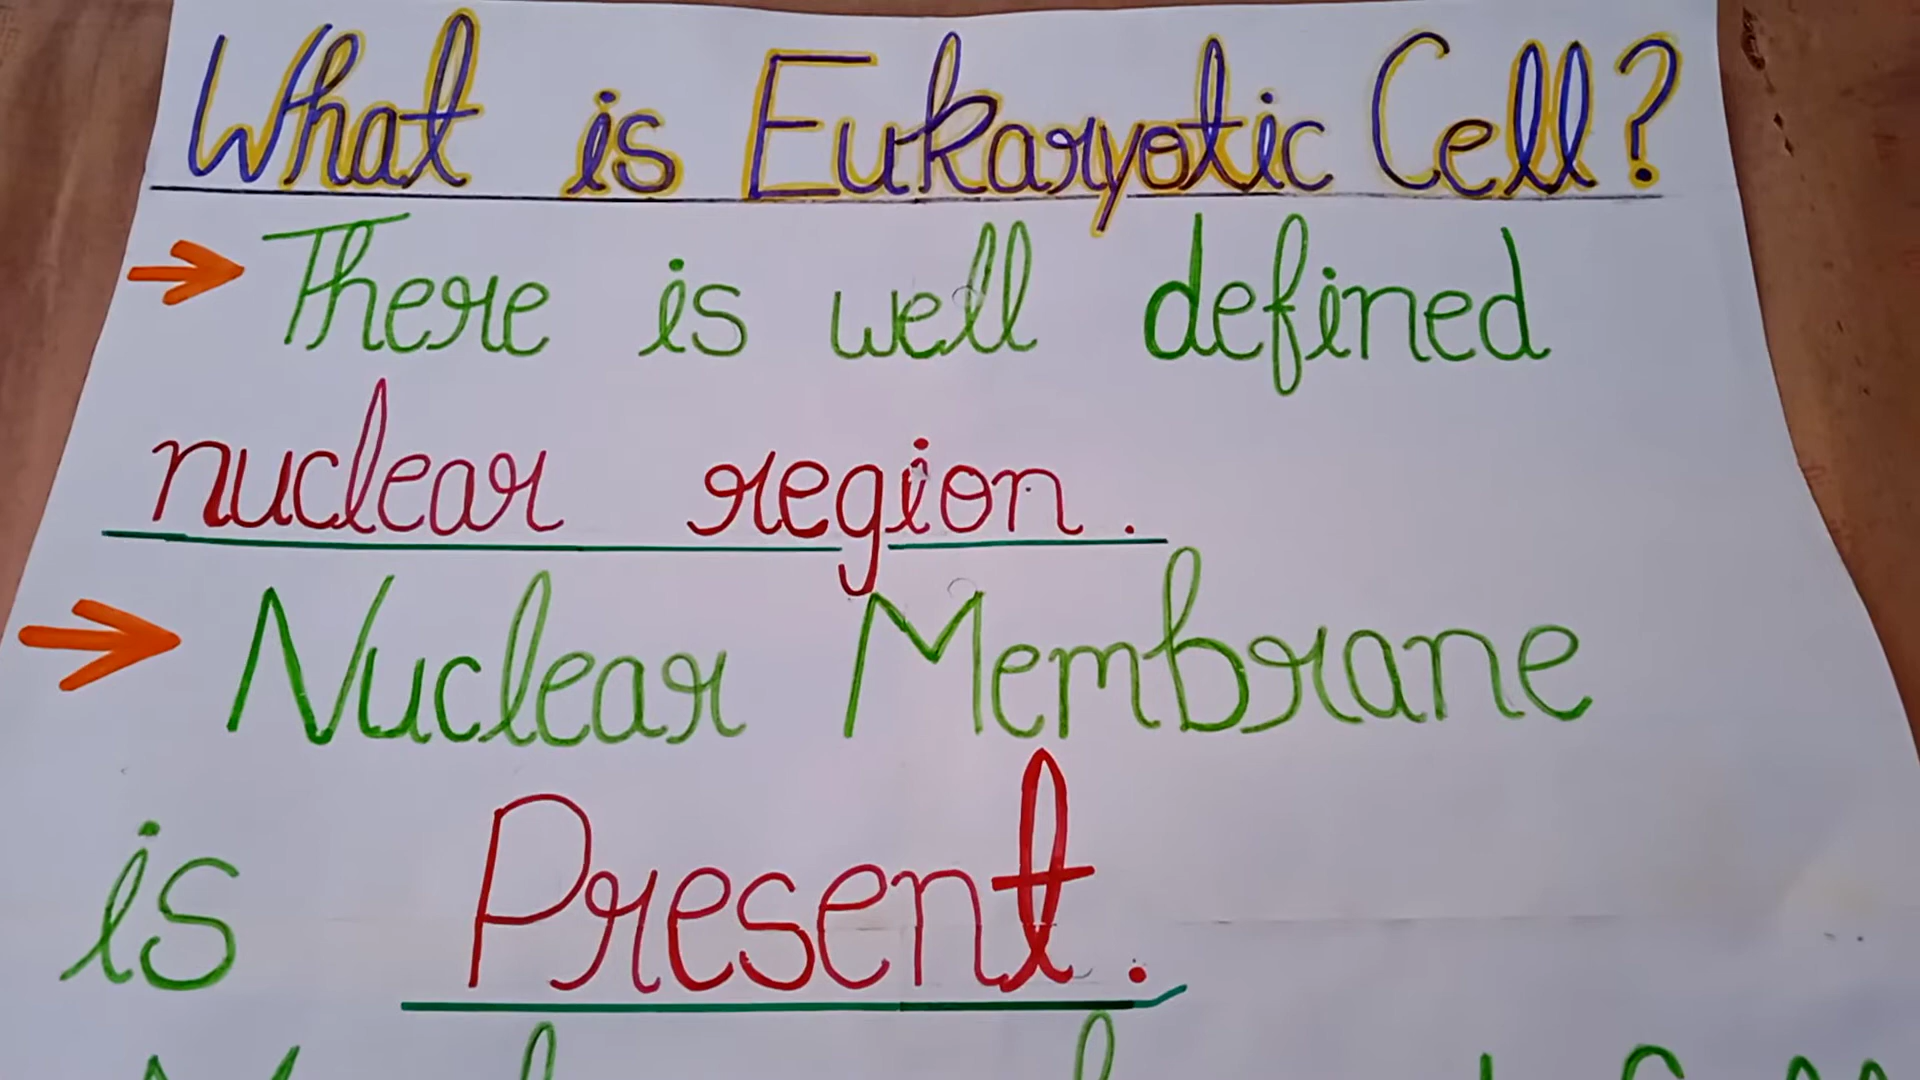 What is Eukaryotic Cell?
There is well defined
nuclear region.
Nuclear Membrane
is Present.